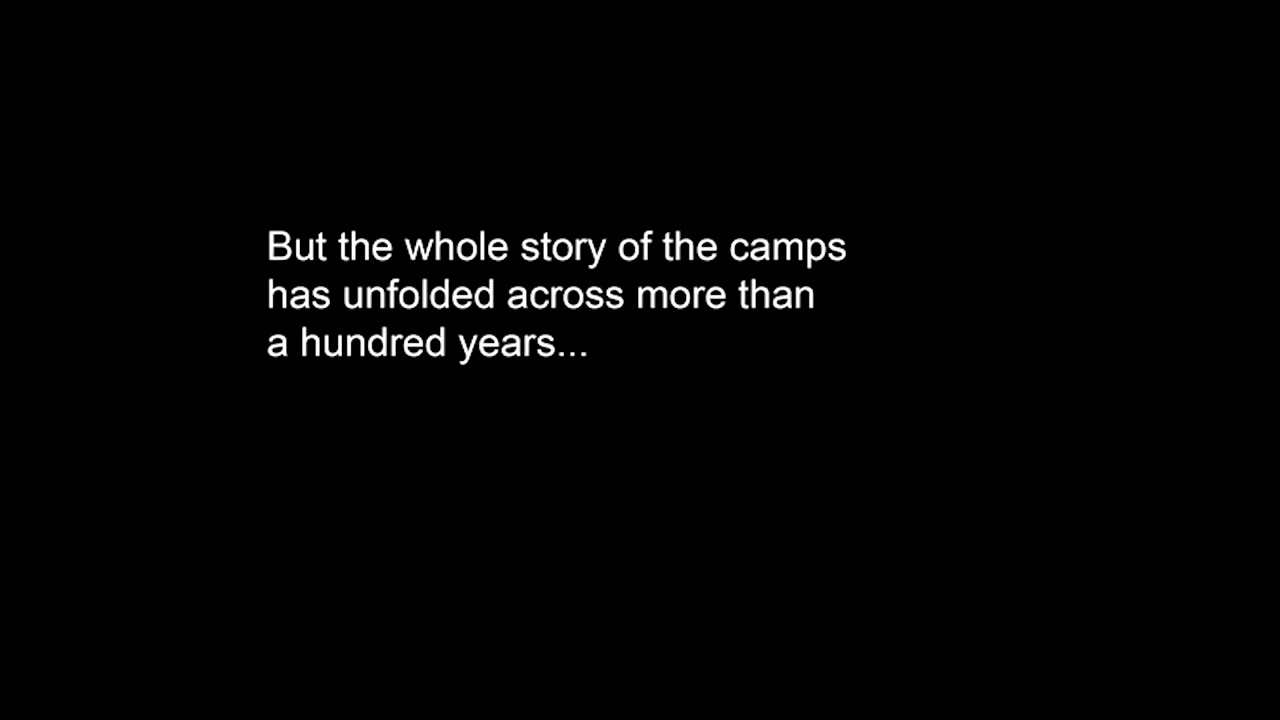 But the whole story of the camps
has unfolded across more than
a hundred years...